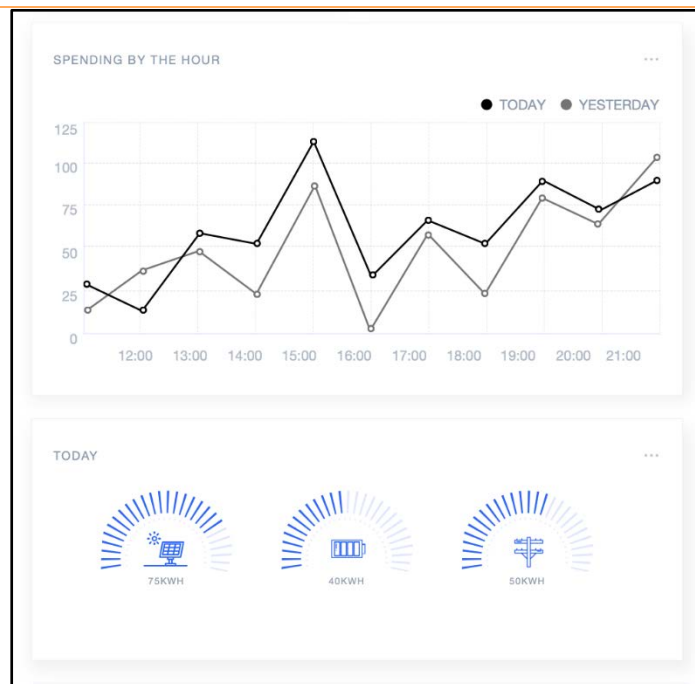 SPENDING BY THE HOUR
TODAY YESTERDAY
125
100
75
50
25
0
12:00 13:00 14:00 15:00 16:00 17:00 18:00 19:00 20:00 21:00
TODAY
75KWH 40KWH 50KWH